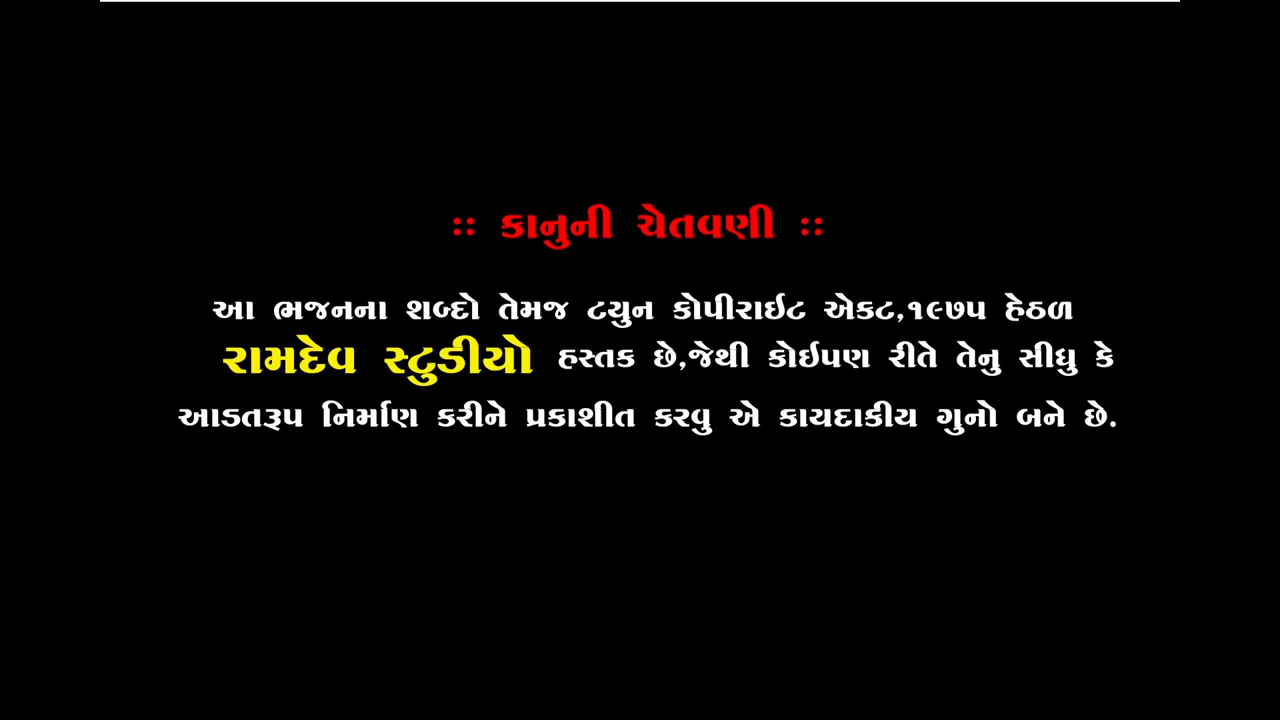 :: કાનુની ચેતવણી ::
આ ભજનના શબ્દો તેમજ ટયુન કોપીરાઈટ એકટ,૧૯૭૫ હેઠળ
રામદેવ સ્ટુડીયો હસ્તક છે,જેથી કોઈપણ રીતે તેનુ સીધુ કે
આડતરૂપ નિર્માણ કરીને પ્રકાશીત કરવુ એ કાયદાકીય ગુનો બને છે.